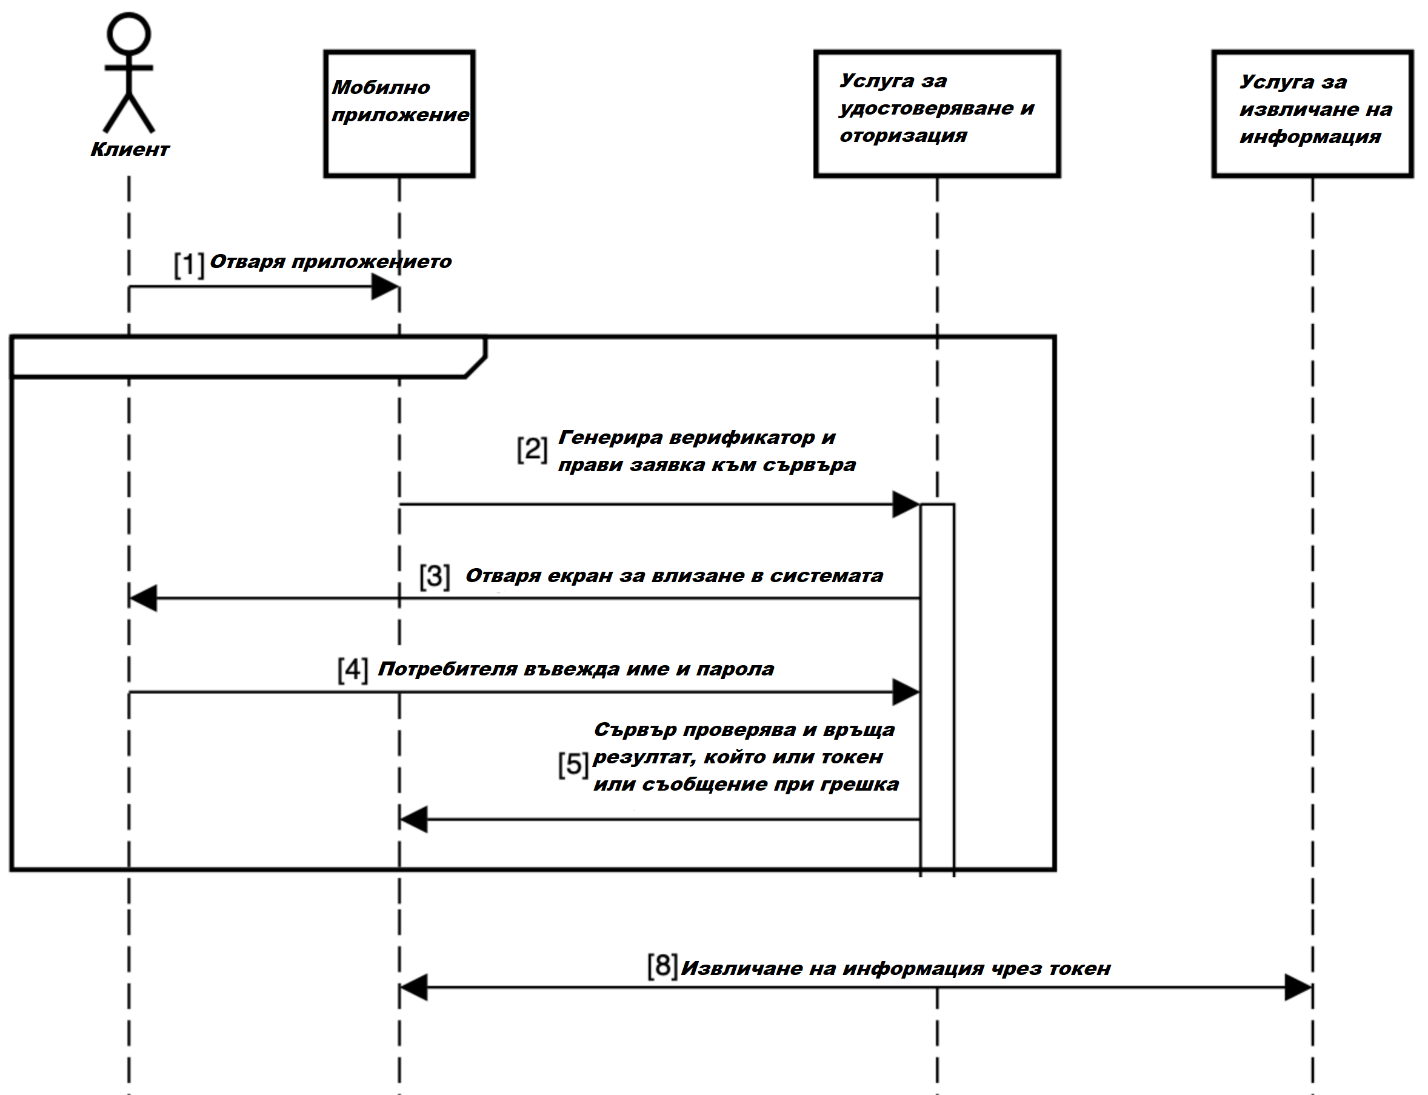 Клиент
Мобилно
приложение
Услуга за
удостоверяване и
оторизация
Услуга за
извличане на
информация
[1] Отваря приложението
[2] Генерира верификатор и
прави заявка към сървъра
[3] Отваря екран за влизане в системата
[4] Потребителя въвежда име и парола
Сървър проверява и връща
[5] резултат, който или токен
или съобщение при грешка
[8] Извличане на информация чрез токен